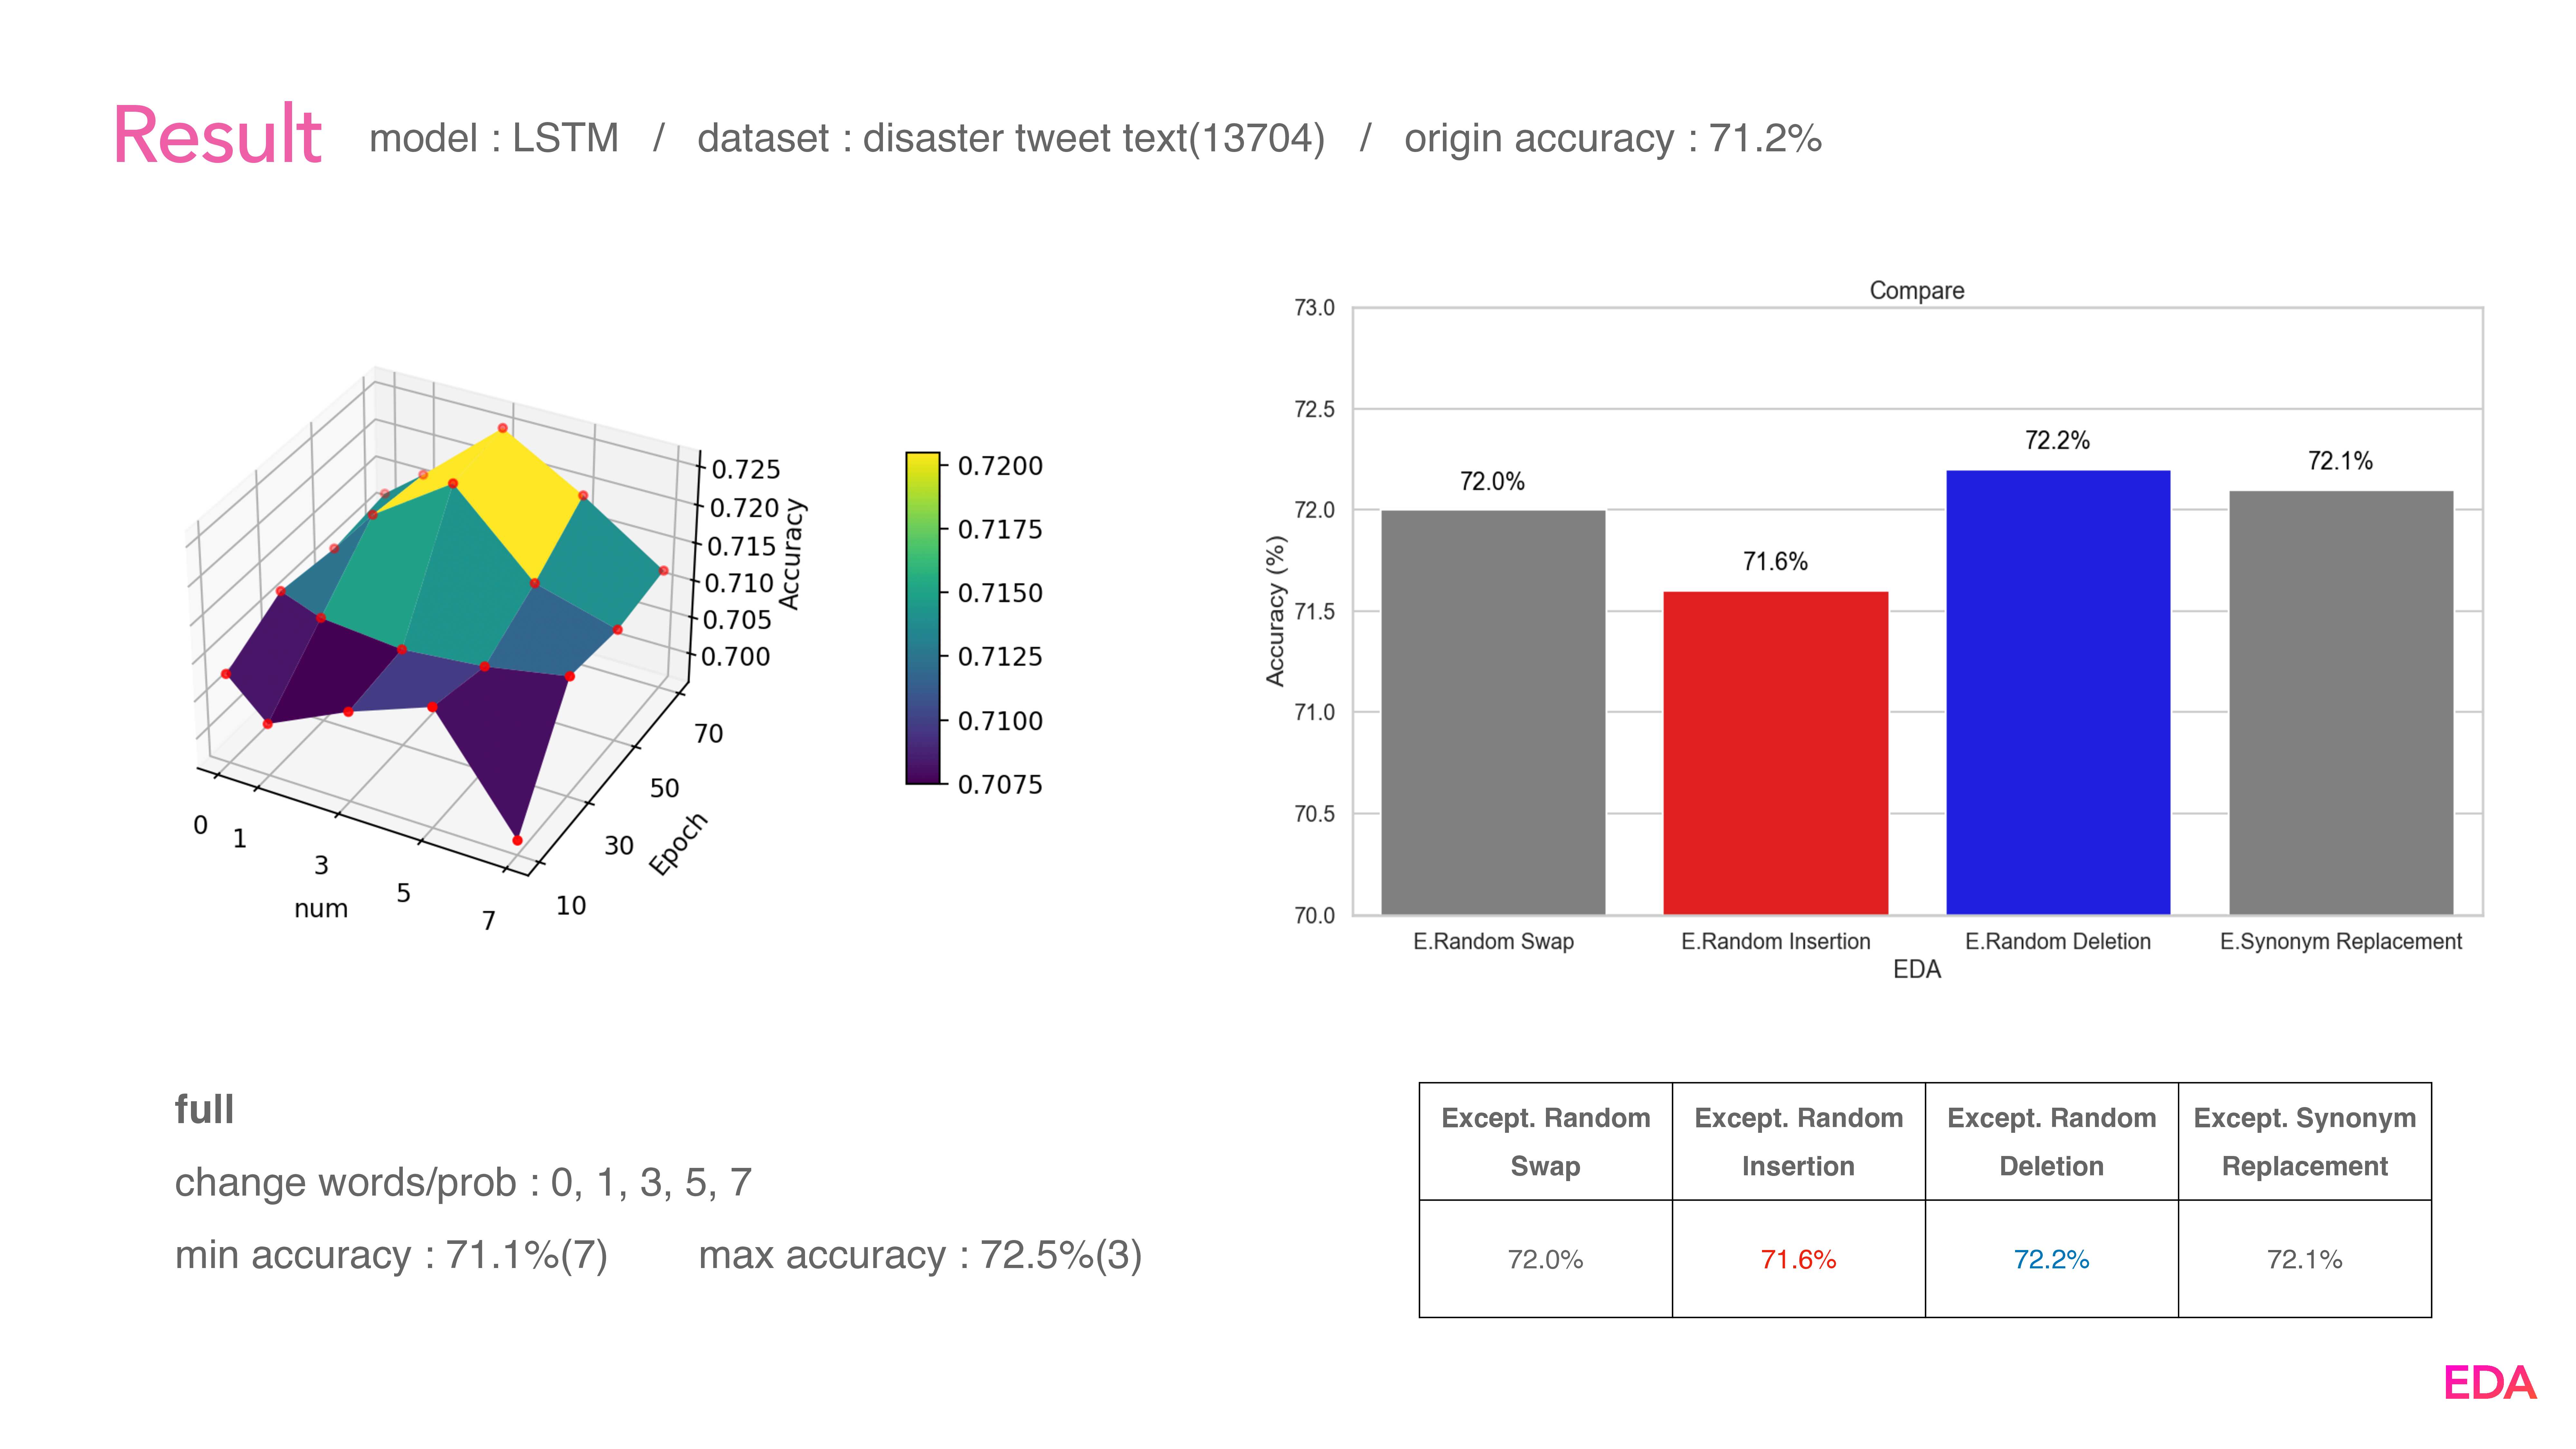 Result
model : LSTM / dataset : disaster tweet text(13704) / origin accuracy : 71.2%
0.725
0.720
0.715
0.710
0.705
0.700
Accuracy
0
1
3
5
7
num
10
30
50
70
Epoch
0.7200
0.7175
0.7150
0.7125
0.7100
0.7075
Compare
73.0
72.5
72.0
71.5
71.0
70.5
70.0
Accuracy (%)
72.0%
71.6%
72.2%
72.1%
E.Random Swap
E.Random Insertion
E.Random Deletion
E.Synonym Replacement
EDA
full
change words/prob : 0, 1, 3, 5, 7
min accuracy : 71.1%(7) max accuracy : 72.5%(3)
Except. Random
Swap
Except. Random
Insertion
Except. Random
Deletion
Except. Synonym
Replacement
72.0%
71.6%
72.2%
72.1%
EDA